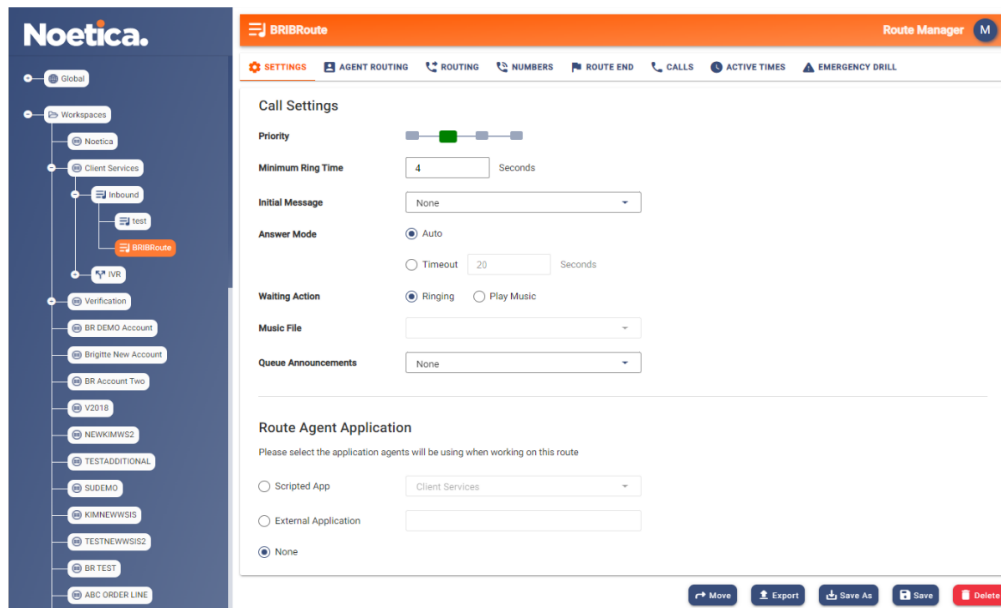 Noetica.
Global
Workspaces
Noetica
Client Services
Inbound
test
BRIBRoute
IVR
Verification
BR DEMO Account
Brigitte New Account
BR Account Two
V2018
NEWKIMWS2
TESTADDITIONAL
SUDEMO
KIMNEWWSIS
TESTNEWWSIS2
BR TEST
ABC ORDER LINE
BRIBRoute Route Manager M
SETTINGS AGENT ROUTING ROUTING NUMBERS ROUTE END CALLS ACTIVE TIMES EMERGENCY DRILL
Call Settings
Priority
Minimum Ring Time 4 Seconds
Initial Message None
Answer Mode Auto
Timeout 20 Seconds
Waiting Action Ringing Play Music
Music File
Queue Announcements None
Route Agent Application
Please select the application agents will be using when working on this route
Scripted App Client Services
External Application
None
Move Export Save As Save Delete